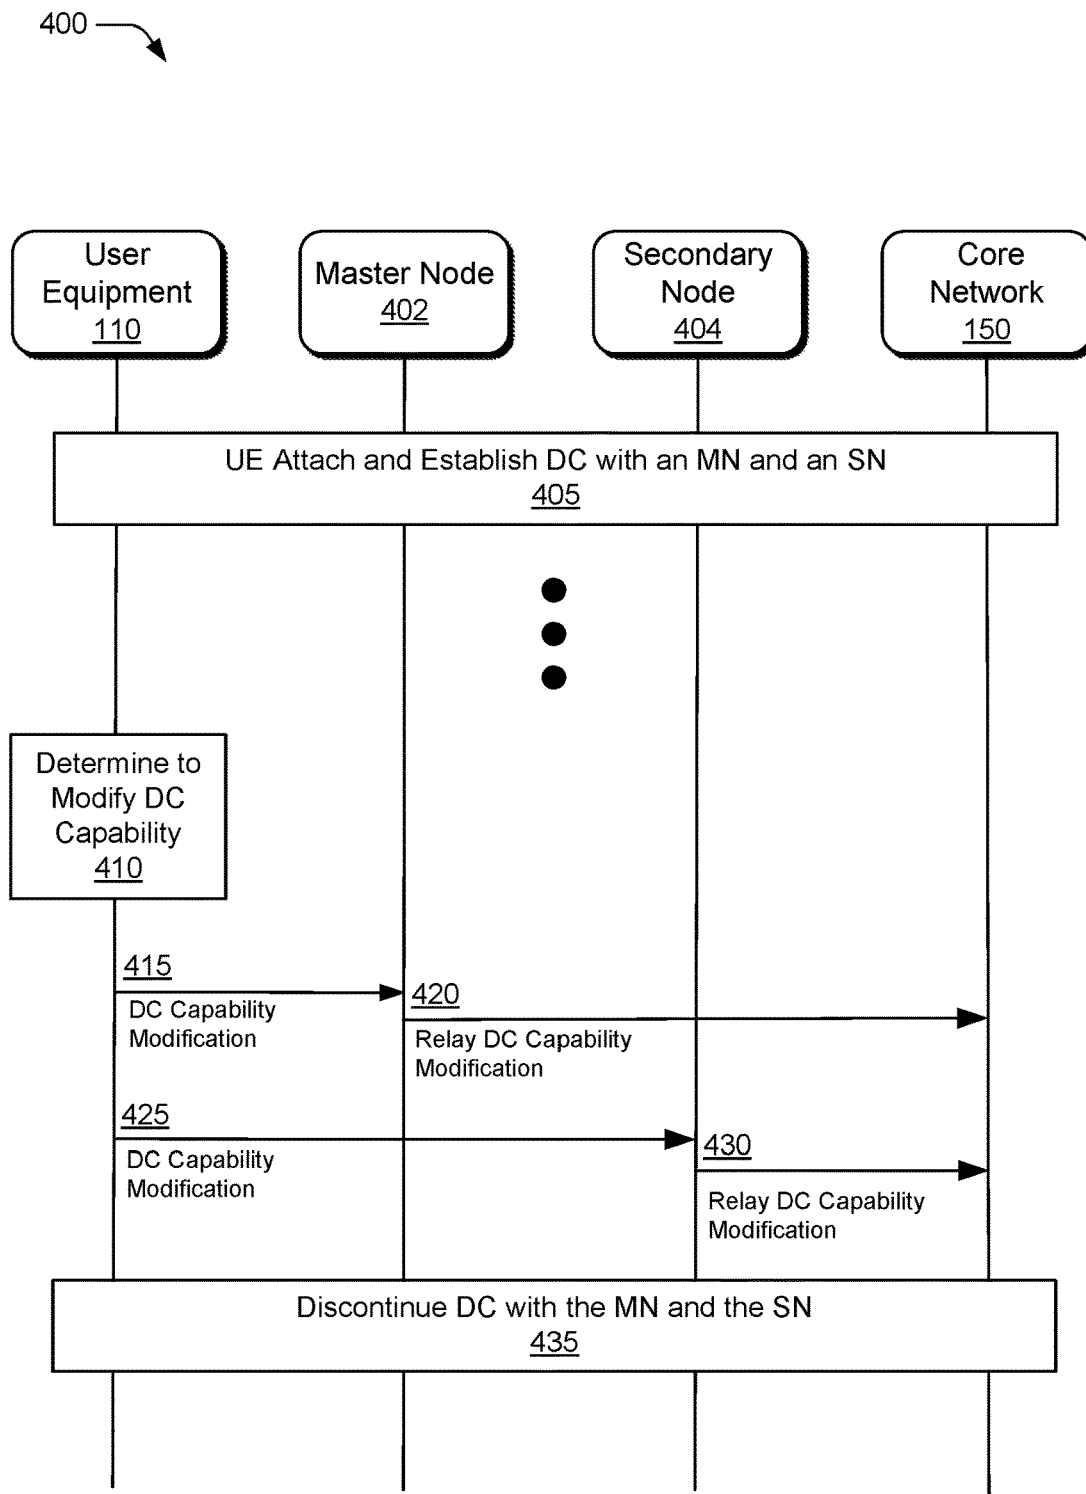 400
User
Equipment
110
Master Node
402
Secondary
Node
404
Core
Network
150
UE Attach and Establish DC with an MN and an SN
405
Determine to
Modify DC
Capability
410
415
DC Capability
Modification
420
Relay DC Capability
Modification
425
DC Capability
Modification
430
Relay DC Capability
Modification
Discontinue DC with the MN and the SN
435